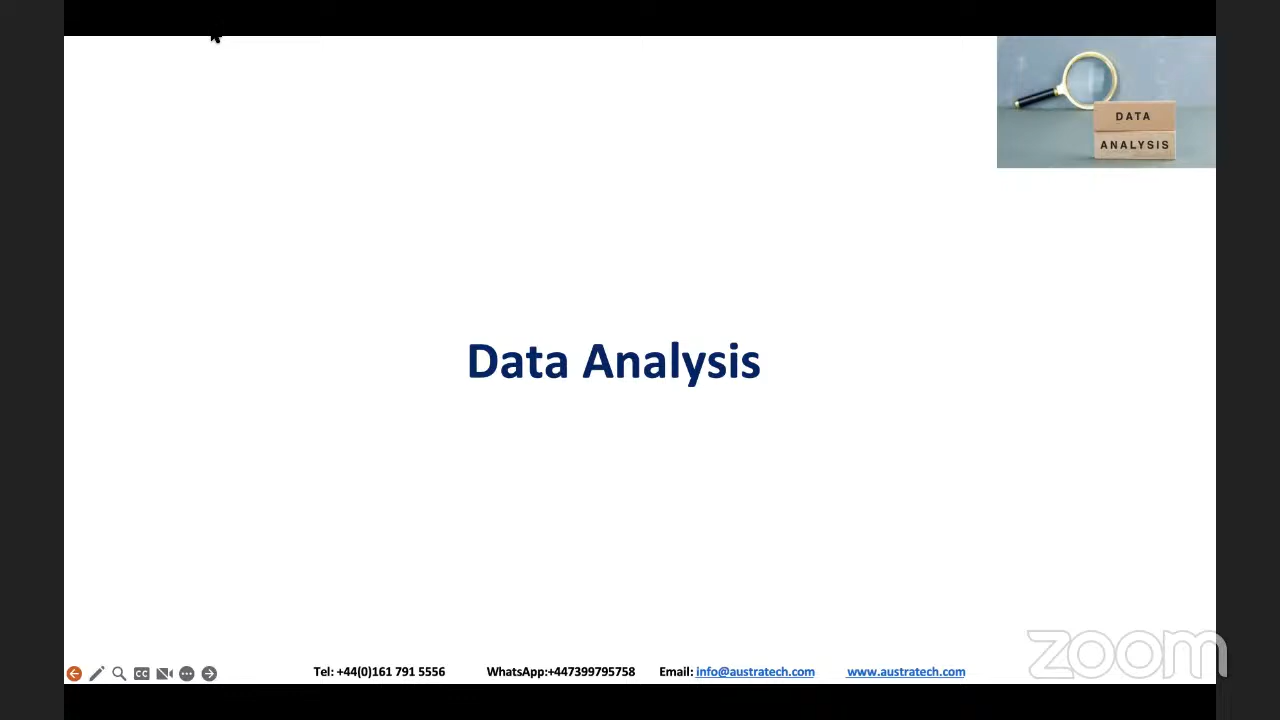 DATA
ANALYSIS
Data Analysis
CC
Tel: +44(0)161 791 5556 WhatsApp:+447399795758 Email: info@austratech.com www.austratech.com
zoom